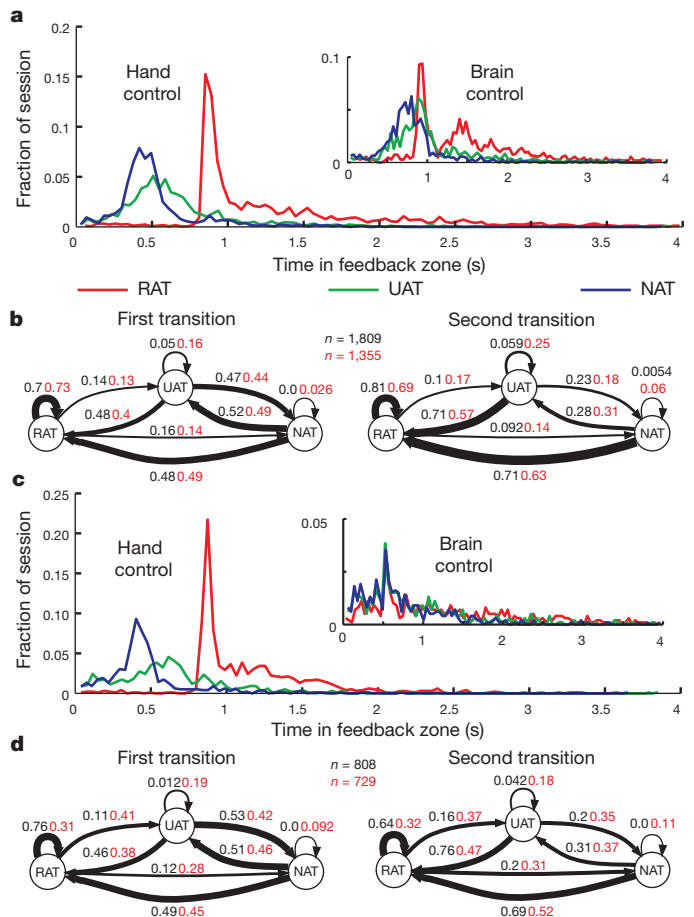 a
0.2
0.15
0.1
0.05
0
Fraction of session
Hand control
0.1
0
Brain control
0 1 2 3 4
0.5 1 1.5 2 2.5 3 3.5 4
Time in feedback zone (s)
RAT UAT NAT
b
First transition
n = 1,809
n = 1,355
Second transition
0.05 0.16
0.7 0.73
0.14 0.13
UAT
0.47 0.44
0.0 0.026
0.48 0.4
0.52 0.49
RAT
0.16 0.14
NAT
0.48 0.49
0.059 0.25
0.81 0.69
0.1 0.17
UAT
0.23 0.18
0.0054
0.06
0.71 0.57
0.28 0.31
RAT
0.092 0.14
NAT
0.71 0.63
c
0.25
0.20
0.15
0.10
0.05
0
Fraction of session
Hand control
0.05
0
Brain control
0 1 2 3 4
0 0.5 1 1.5 2 2.5 3 3.5 4
Time in feedback zone (s)
d
First transition
n = 808
n = 729
Second transition
0.012 0.19
0.76 0.31
0.11 0.41
UAT
0.53 0.42
0.0 0.092
0.46 0.38
0.51 0.46
RAT
0.12 0.28
NAT
0.49 0.45
0.042 0.18
0.64 0.32
0.16 0.37
UAT
0.2 0.35
0.0 0.11
0.76 0.47
0.31 0.37
RAT
0.2 0.31
NAT
0.69 0.52